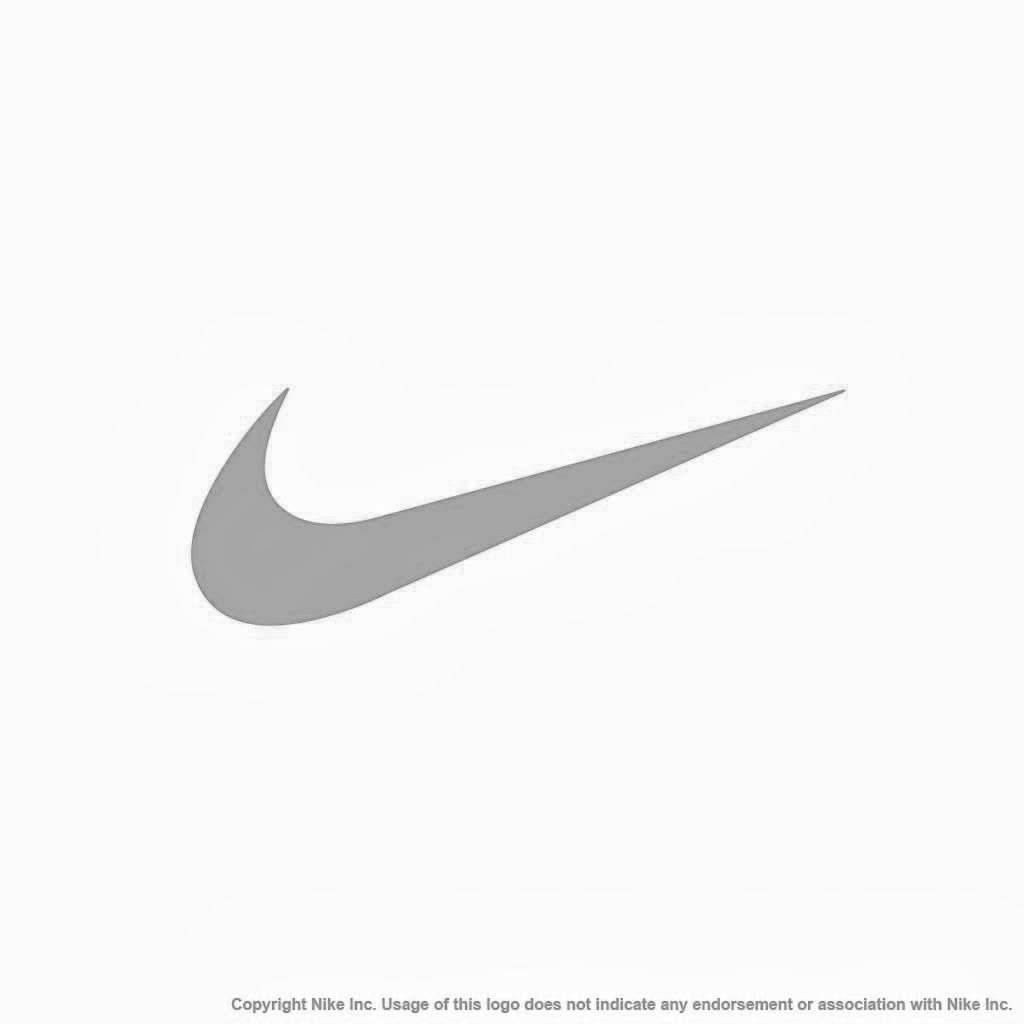 Copyright Nike Inc. Usage of this logo does not indicate any endorsement or association with Nike Inc.